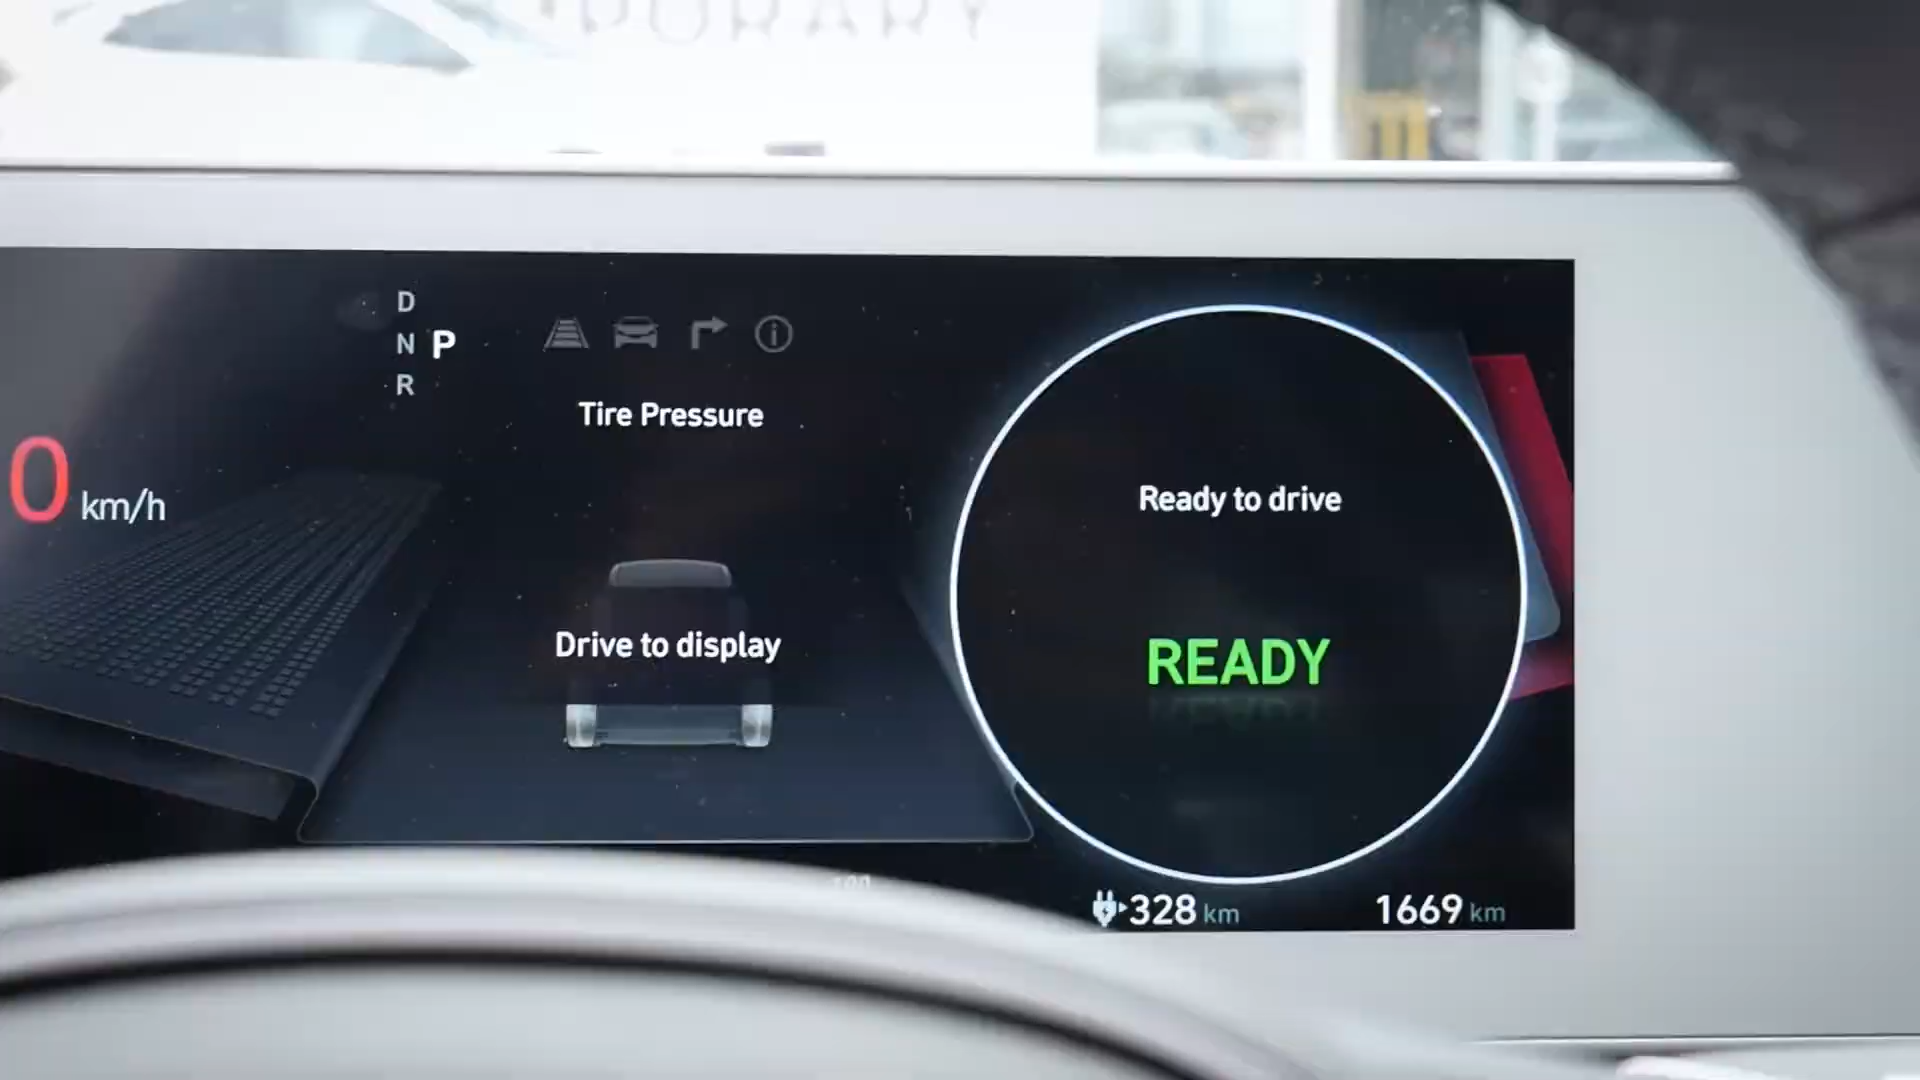 D
N P
R
Tire Pressure
0 km/h
Ready to drive
Drive to display
READY
328 km
1669 km